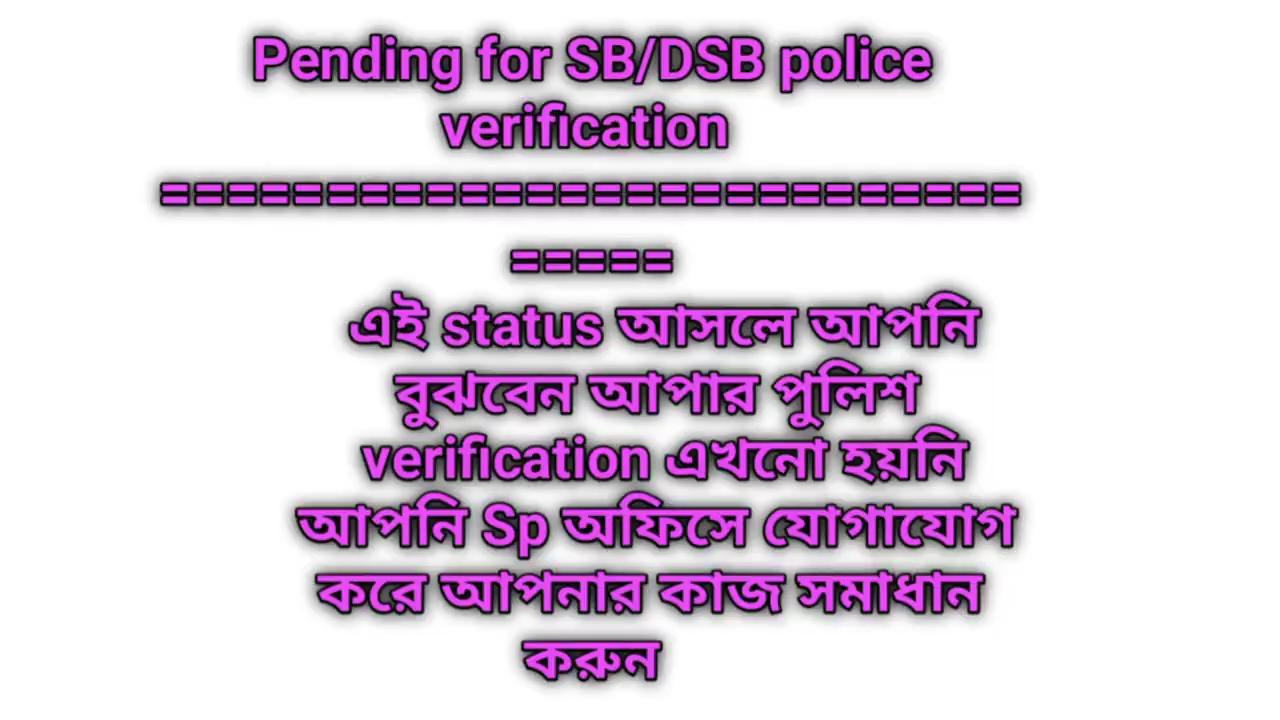 Pending for SB/DSB police
verification
==========================
=====
এই status আসলে আপনি
বুঝবেন আপার পুলিশ
verification এখনো হয়নি
আপনি Sp অফিসে যোগাযোগ
করে আপনার কাজ সমাধান
করুন